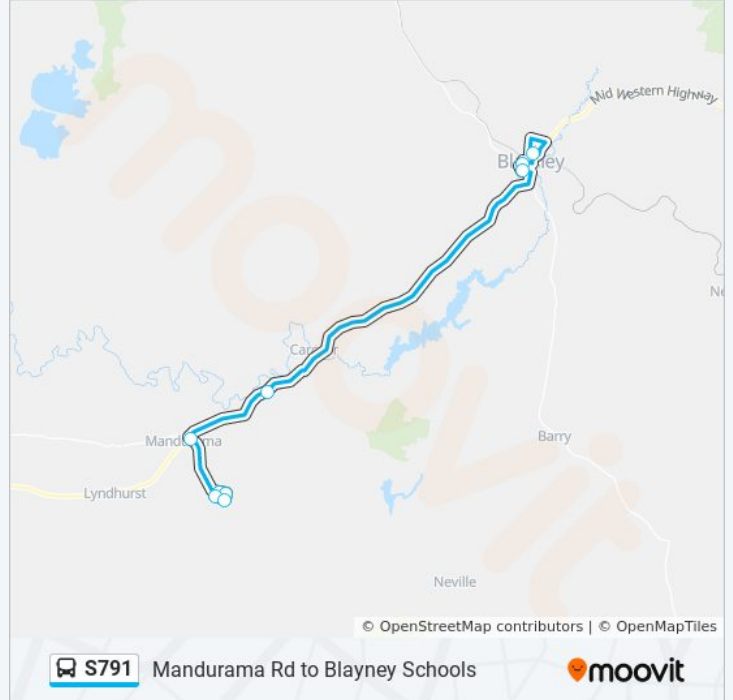 Mid Western Highway
Blayney
Ne
Carcoar
Mandurama
Barry
Lyndhurst
Neville
© OpenStreetMap contributors | © OpenMapTiles
S791 Mandurama Rd to Blayney Schools
moovit
moovit